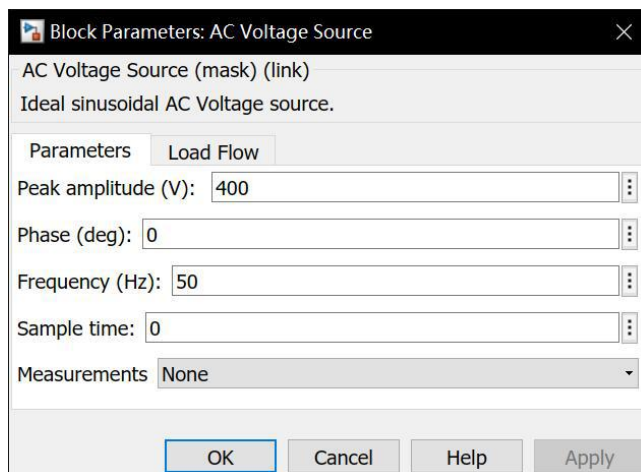 Block Parameters: AC Voltage Source
AC Voltage Source (mask) (link)
Ideal sinusoidal AC Voltage source.
Parameters Load Flow
Peak amplitude (V): 400
Phase (deg): 0
Frequency (Hz): 50
Sample time: 0
Measurements None
OK Cancel Help Apply